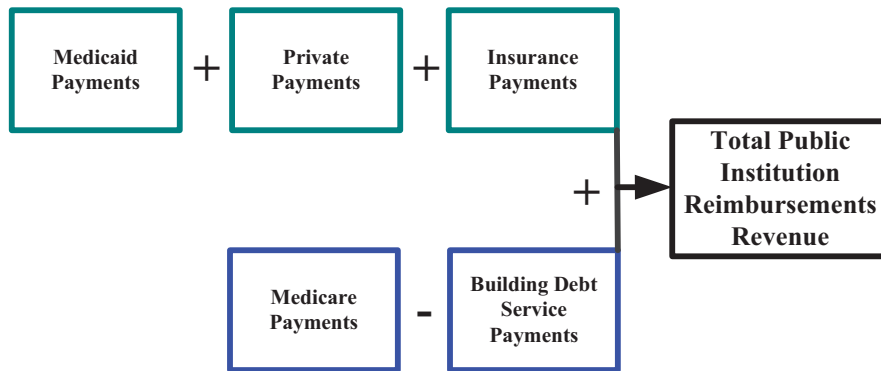 Medicaid
Payments
+
Private
Payments
+
Insurance
Payments
+
Total Public
Institution
Reimbursements
Revenue
Medicare
Payments
-
Building Debt
Service
Payments